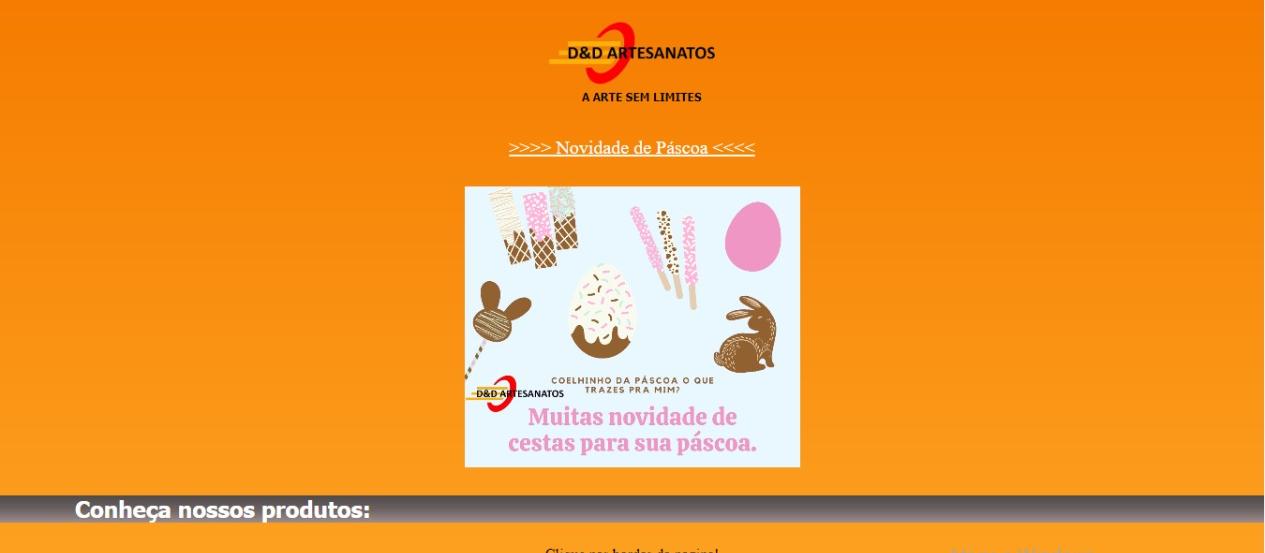 D&D ARTESANATOS
A ARTE SEM LIMITES
>>>> Novidade de Páscoa <<<<
COELHINHO DA PÁSCOA O QUE
TRAZES PRA MIM?
D&D ARTESANATOS
Muitas novidade de
cestas para sua páscoa.
Conheça nossos produtos: